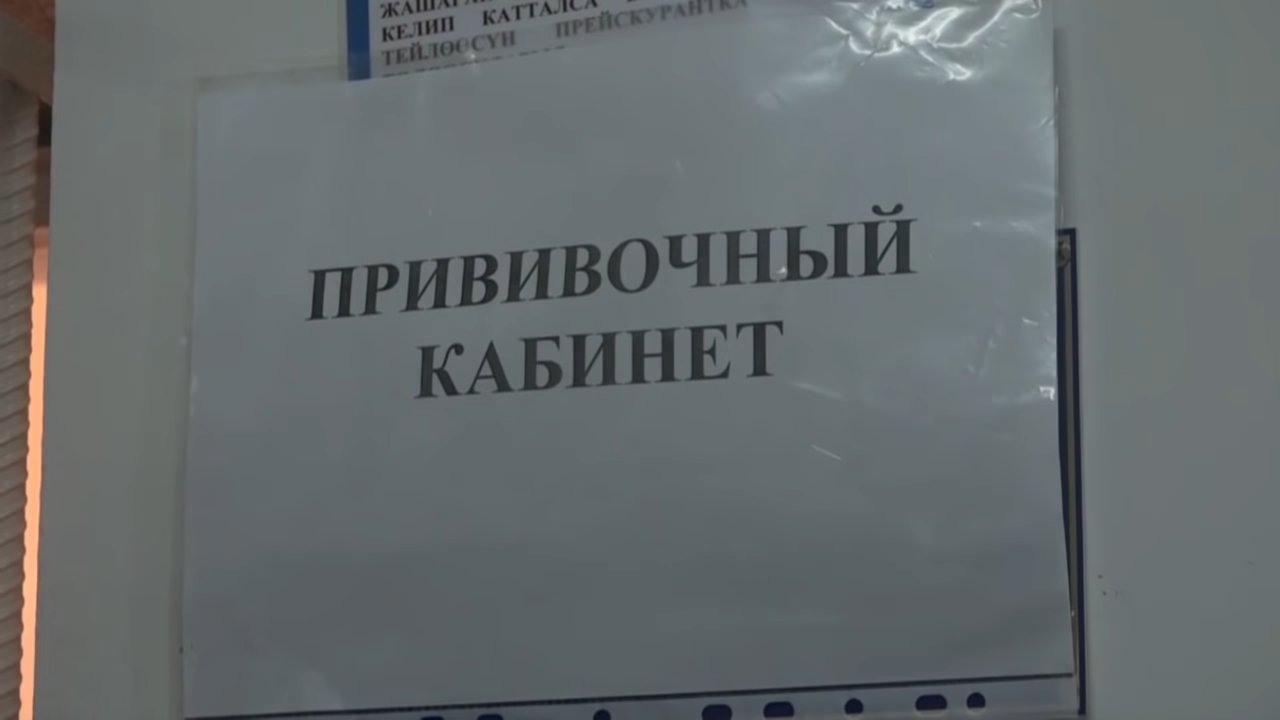 КЕЛИП КАТТАЛСА
ТЕЙЛӨӨСҮН ПРЕЙСКУРАНТКА
ПРИВИВОЧНЫЙ
КАБИНЕТ